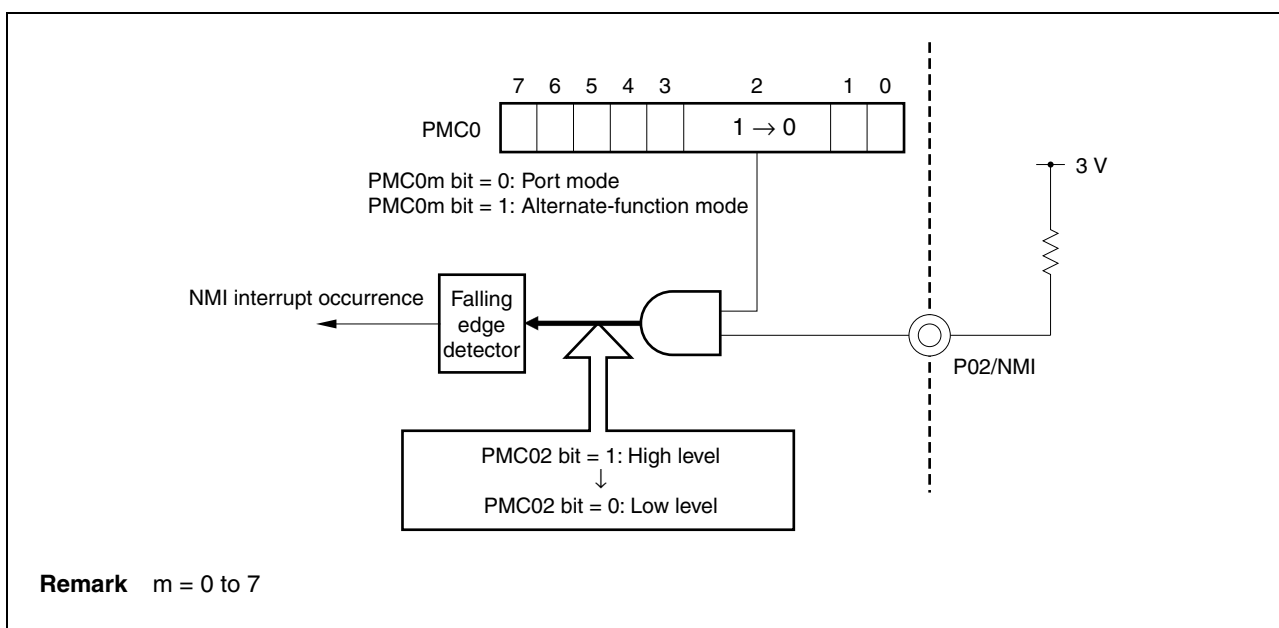 7 6 5 4 3 2 1 0
PMC0
1 → 0
3 V
PMC0m bit = 0: Port mode
PMC0m bit = 1: Alternate-function mode
NMI interrupt occurrence
Falling
edge
detector
P02/NMI
PMC02 bit = 1: High level
↓
PMC02 bit = 0: Low level
Remark m = 0 to 7